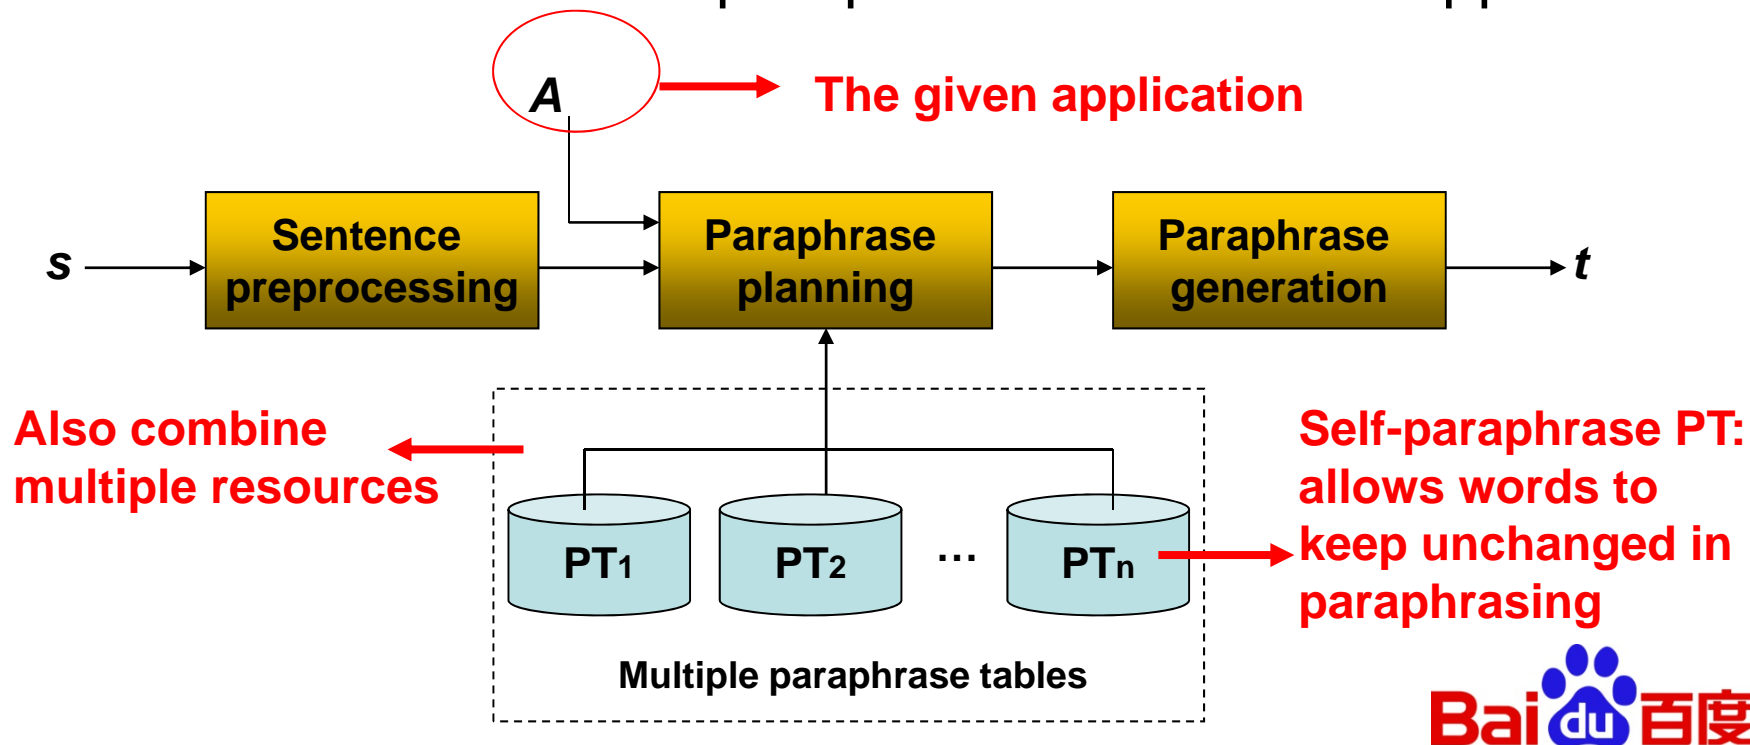 A
The given application
s
Sentence
preprocessing
Paraphrase
planning
Paraphrase
generation
t
Also combine
multiple resources
Self-paraphrase PT:
allows words to
keep unchanged in
paraphrasing
PT1
PT2
...
PTn
Multiple paraphrase tables
Bai du 百度